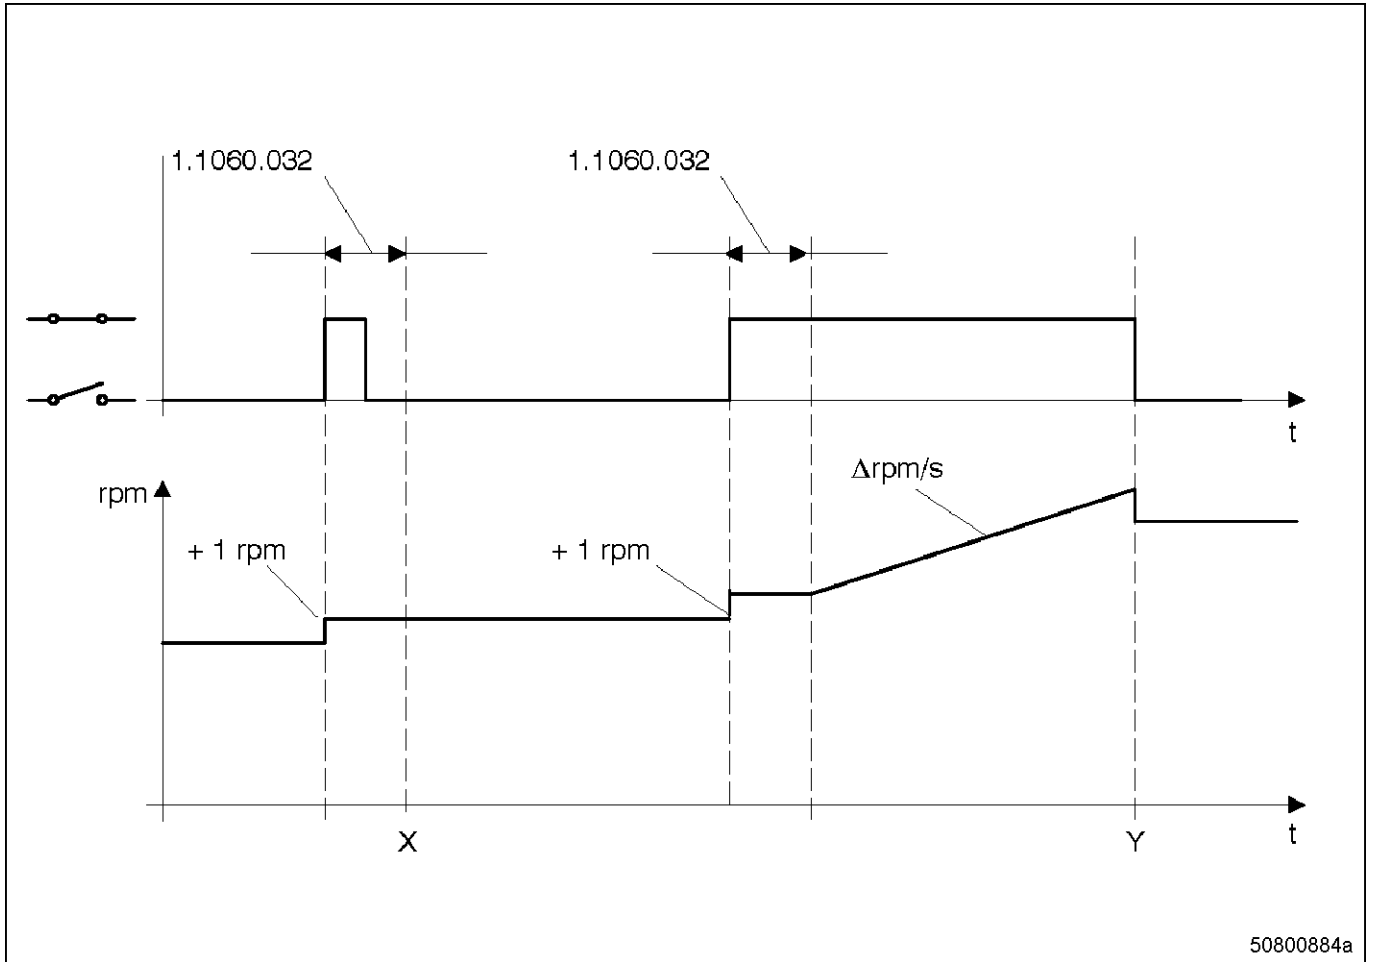 1.1060.032 1.1060.032
t
Δrpm/s
rpm
+ 1 rpm + 1 rpm
X Y t
50800884a